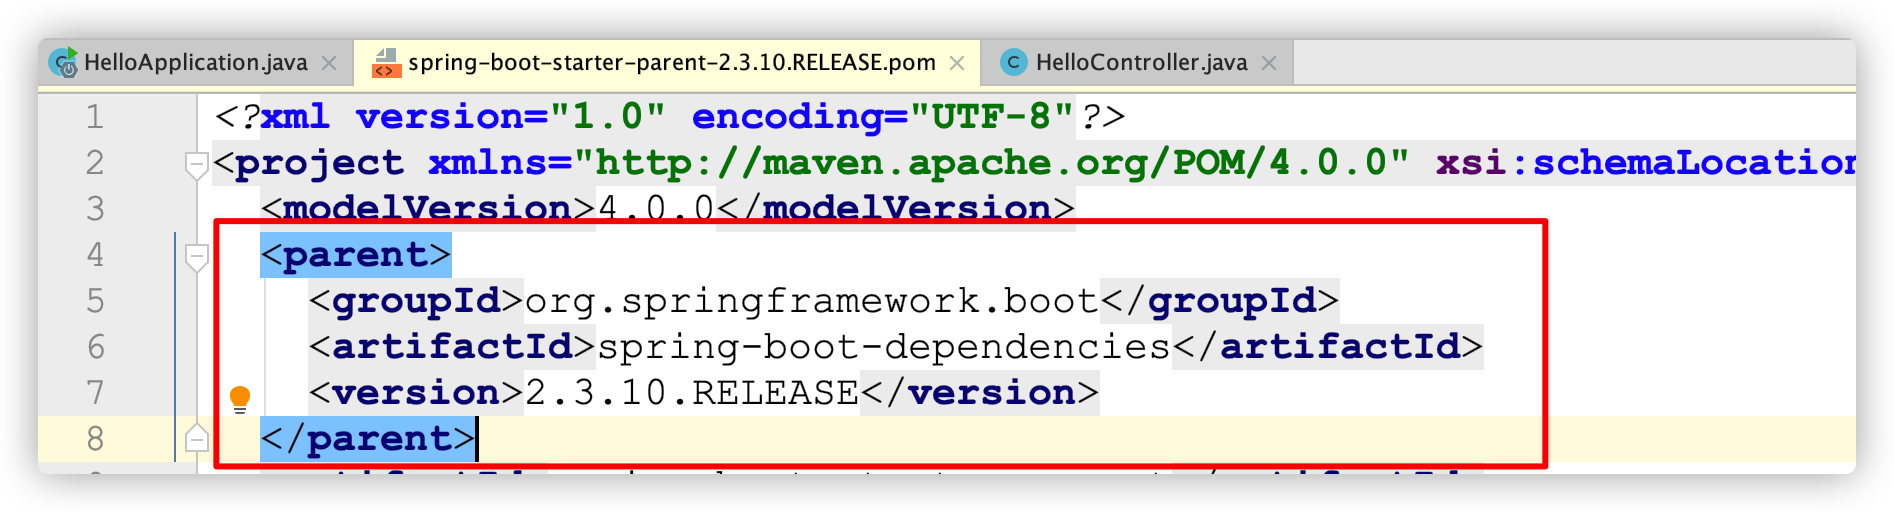 HelloApplication.java
spring-boot-starter-parent-2.3.10.RELEASE.pom
HelloController.java
1 <?xml version="1.0" encoding="UTF-8"?>
2 <project xmlns="http://maven.apache.org/POM/4.0.0" xsi:schemaLocation
3 <modelVersion>4.0.0</modelVersion>
4 <parent>
5 <groupId>org.springframework.boot</groupId>
6 <artifactId>spring-boot-dependencies</artifactId>
7 <version>2.3.10.RELEASE</version>
8 </parent>